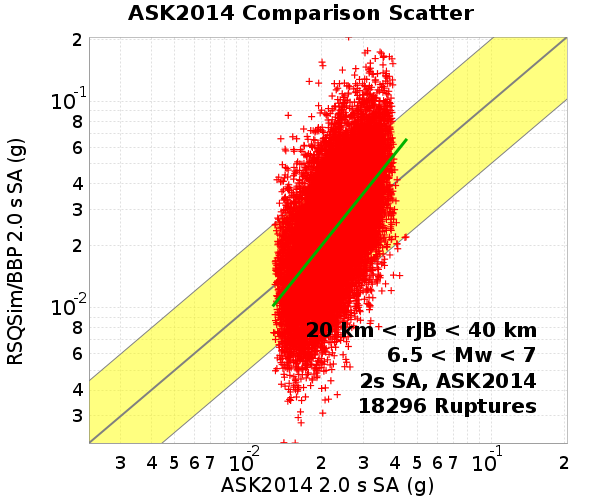 ASK2014 Comparison Scatter
RSQSim/BBP 2.0 s SA (g)
2
10-1
8
6
4
3
2
10-2
8
6
4
3
20 km < rJB < 40 km
6.5 < Mw < 7
2s SA, ASK2014
18296 Ruptures
3 4 5 6 7 10-2 2 3 4 5 6 7 10-1 2
ASK2014 2.0 s SA (g)